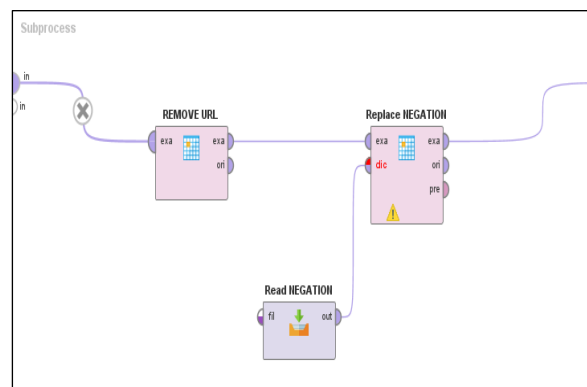 Subprocess
in
in
REMOVE URL
exa
exa
ori
Replace NEGATION
exa
exa
dic
ori
pre
Read NEGATION
fil
out